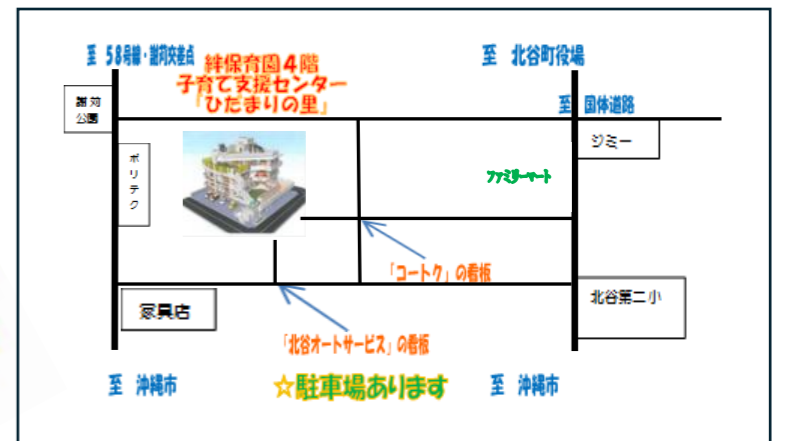 至 58号線・謝苅交差点
絆保育園4階
子育て支援センター
「ひだまりの里」
至 北谷町役場
至 国体道路
謝苅
公園
ジミー
ポリテク
ファミリーマート
「コートク」の看板
家具店
北谷第二小
「北谷オートサービス」の看板
至 沖縄市
☆駐車場あります
至 沖縄市